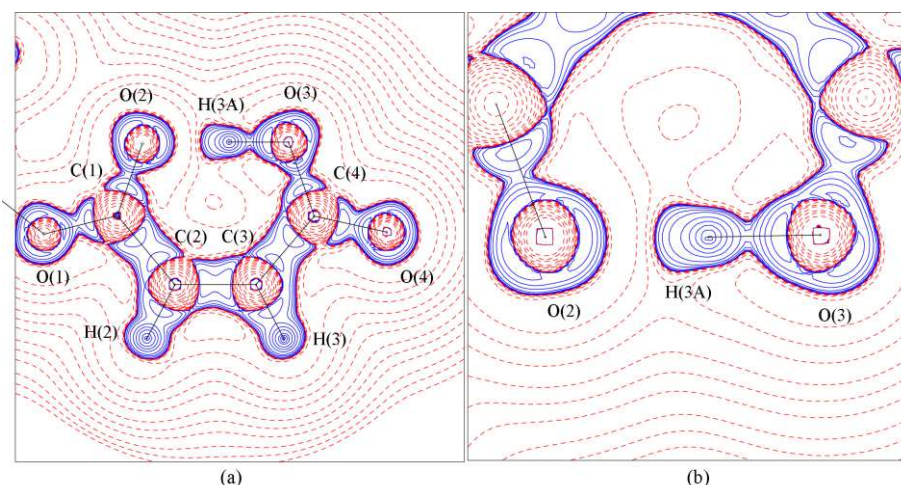 O(2)
H(3A)
O(3)
C(1)
C(4)
C(2)
C(3)
O(1)
O(4)
H(2)
H(3)
(a)
O(2)
H(3A)
O(3)
(b)